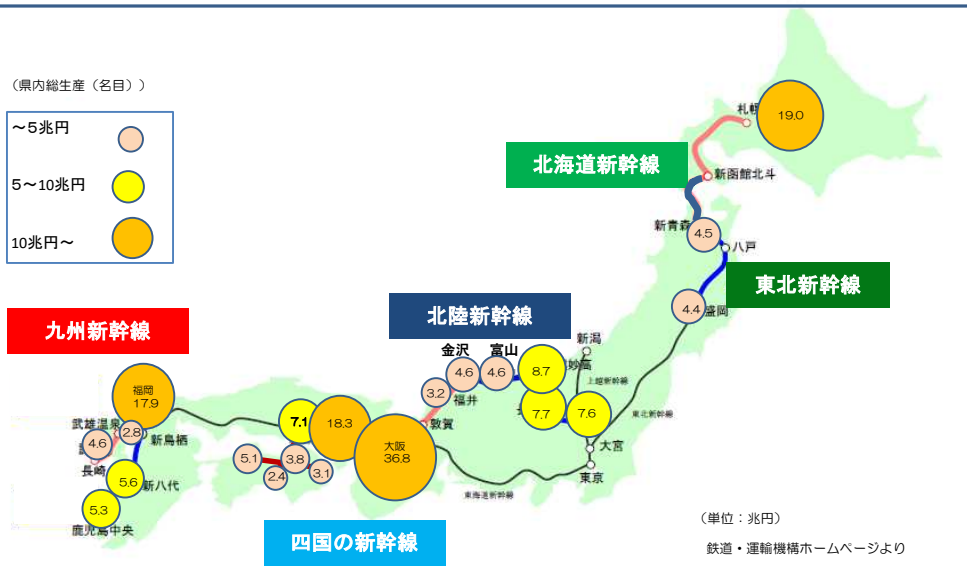 （県内総生産（名目））
～5兆円
5～10兆円
10兆円～
札幌
19.0
北海道新幹線
新函館北斗
新青森
4.5
八戸
東北新幹線
4.4
盛岡
九州新幹線
北陸新幹線
金沢
富山
新潟
4.6
4.6
8.7
妙高
上越新幹線
3.2
福井
福岡
17.9
7.7
7.6
東北新幹線
7.1
18.3
敦賀
武雄温泉
2.8
新鳥栖
4.6
長崎
大阪
36.8
大宮
東京
5.1
3.8
2.4
3.1
5.6
新八代
東海道新幹線
5.3
鹿児島中央
四国の新幹線
（単位：兆円）
鉄道・運輸機構ホームページより